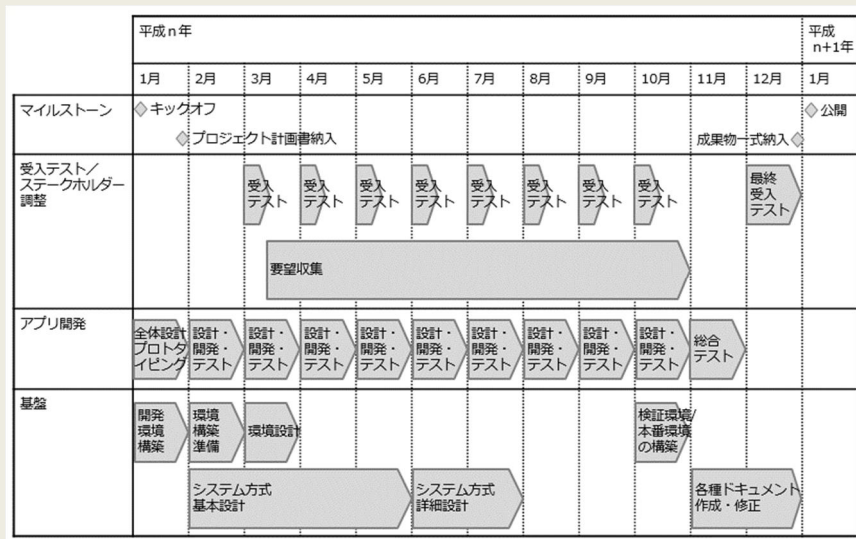 平成n年
平成
n+1年
1月 2月 3月 4月 5月 6月 7月 8月 9月 10月 11月 12月 1月
マイルストーン
キックオフ
公開
プロジェクト計画書納入
成果物一式納入
受入テスト/
ステークホルダー
調整
受入
テスト
受入
テスト
受入
テスト
受入
テスト
受入
テスト
受入
テスト
受入
テスト
受入
テスト
最終
受入
テスト
要望収集
アプリ開発
全体設計
プロトタ
イピング
設計・
開発・
テスト
設計・
開発・
テスト
設計・
開発・
テスト
設計・
開発・
テスト
設計・
開発・
テスト
設計・
開発・
テスト
設計・
開発・
テスト
設計・
開発・
テスト
設計・
開発・
テスト
総合
テスト
基盤
開発
環境
構築
環境
構築
準備
環境設計
検証環境/
本番環境
の構築
システム方式
基本設計
システム方式
詳細設計
各種ドキュメント
作成・修正